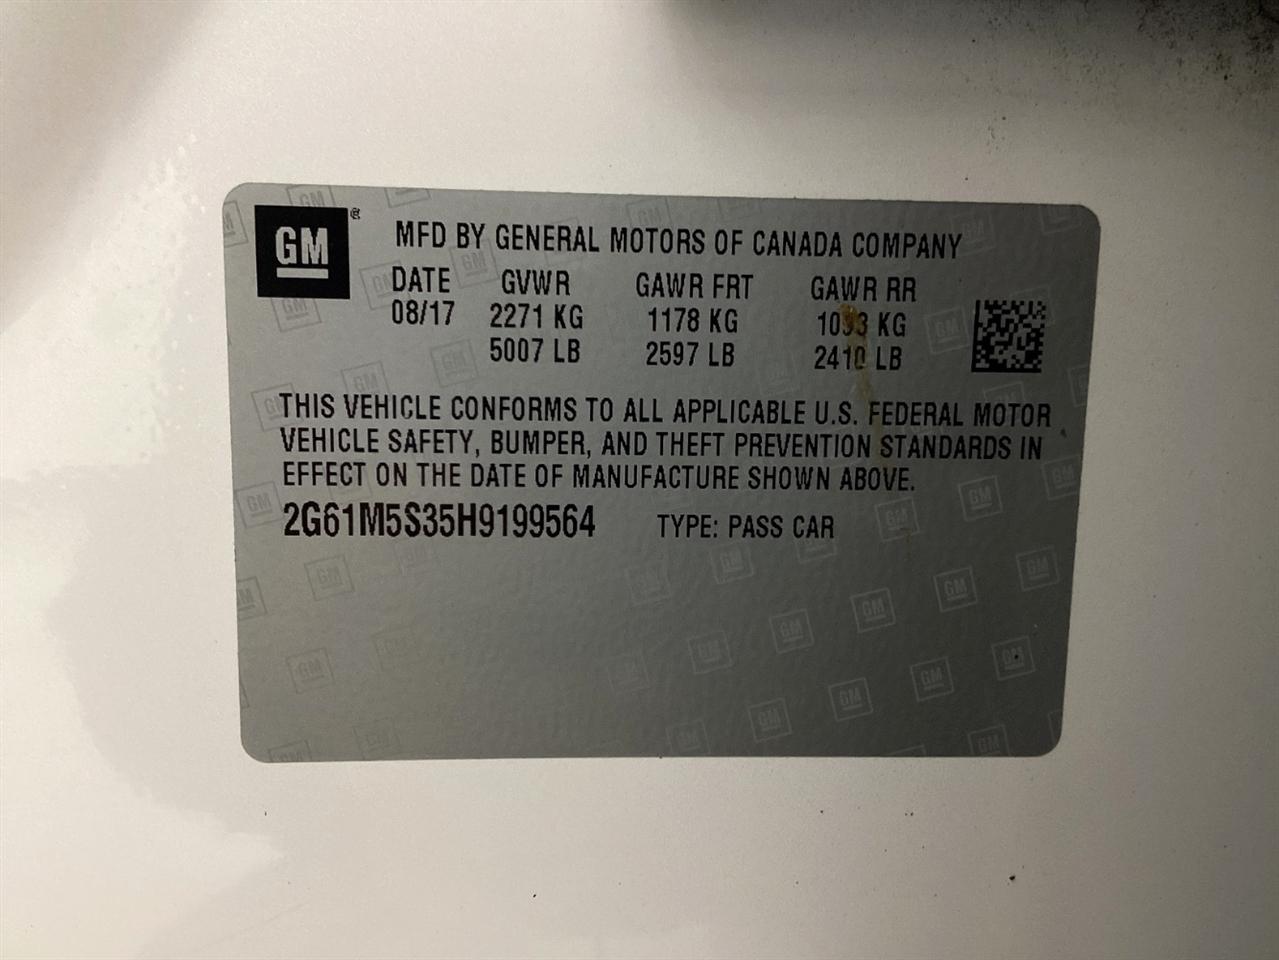 GM®
MFD BY GENERAL MOTORS OF CANADA COMPANY
DATE GVWR GAWR FRT GAWR RR
08/17 2271 KG 1178 KG 1093 KG
5007 LB 2597 LB 2410 LB
THIS VEHICLE CONFORMS TO ALL APPLICABLE U.S. FEDERAL MOTOR
VEHICLE SAFETY, BUMPER, AND THEFT PREVENTION STANDARDS IN
EFFECT ON THE DATE OF MANUFACTURE SHOWN ABOVE.
2G61M5S35H9199564 TYPE: PASS CAR